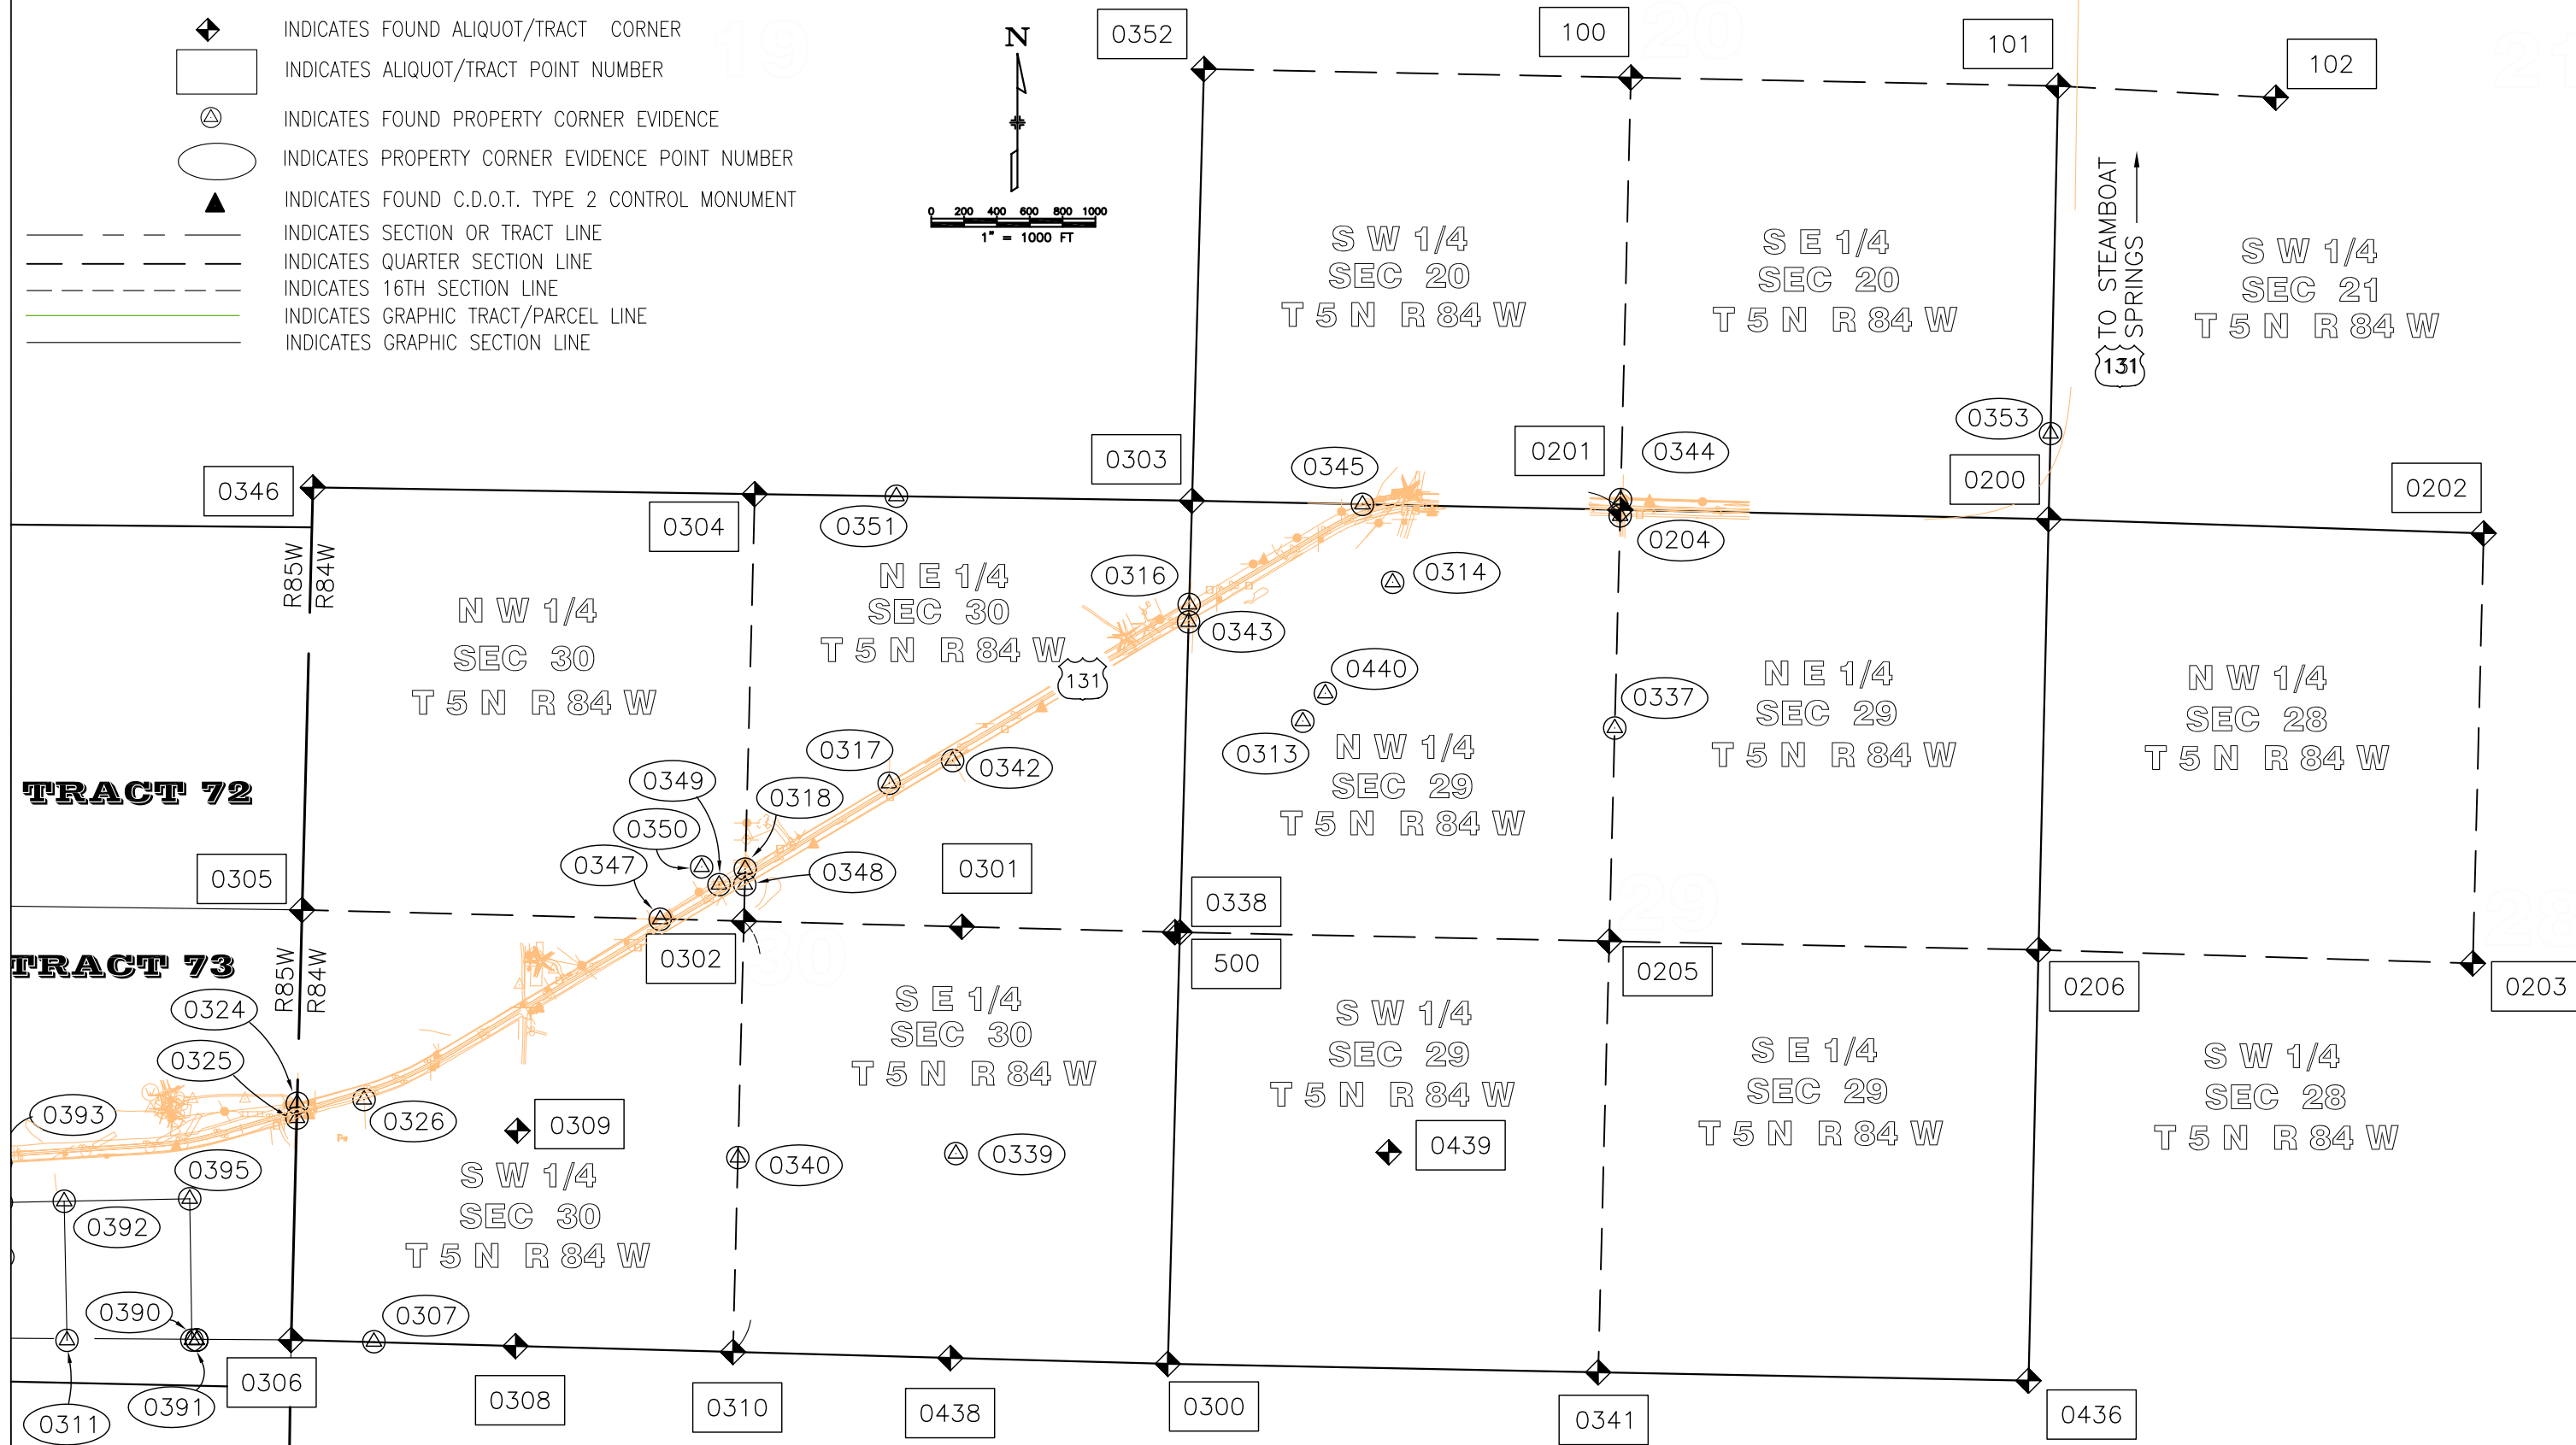 INDICATES FOUND ALIQUOT/TRACT CORNER
INDICATES ALIQUOT/TRACT POINT NUMBER
INDICATES FOUND PROPERTY CORNER EVIDENCE
INDICATES PROPERTY CORNER EVIDENCE POINT NUMBER
INDICATES FOUND C.D.O.T. TYPE 2 CONTROL MONUMENT
INDICATES SECTION OR TRACT LINE
INDICATES QUARTER SECTION LINE
INDICATES 16TH SECTION LINE
INDICATES GRAPHIC TRACT/PARCEL LINE
INDICATES GRAPHIC SECTION LINE
N
0 200 400 600 800 1000
1" = 1000 FT
0352
100
101
102
19
20
21
S W 1/4
SEC 20
T 5 N R 84 W
S E 1/4
SEC 20
T 5 N R 84 W
TO STEAMBOAT
SPRINGS
131
S W 1/4
SEC 21
T 5 N R 84 W
0353
0346
0304
0351
0303
0345
0201
0344
0200
0202
0204
R85W
R84W
N W 1/4
SEC 30
T 5 N R 84 W
N E 1/4
SEC 30
T 5 N R 84 W
131
0316
0343
0314
0440
0313
0337
N W 1/4
SEC 29
T 5 N R 84 W
N E 1/4
SEC 29
T 5 N R 84 W
N W 1/4
SEC 28
T 5 N R 84 W
TRACT 72
0317
0342
0349
0318
0350
0347
0348
0305
0301
0302
0338
500
0205
0206
0203
30
29
28
TRACT 73
R85W
R84W
0324
0325
0393
0326
0309
0395
0392
0340
0339
S E 1/4
SEC 30
T 5 N R 84 W
S W 1/4
SEC 29
T 5 N R 84 W
0439
S E 1/4
SEC 29
T 5 N R 84 W
S W 1/4
SEC 28
T 5 N R 84 W
S W 1/4
SEC 30
T 5 N R 84 W
0390
0307
0306
0311
0391
0308
0310
0438
0300
0341
0436